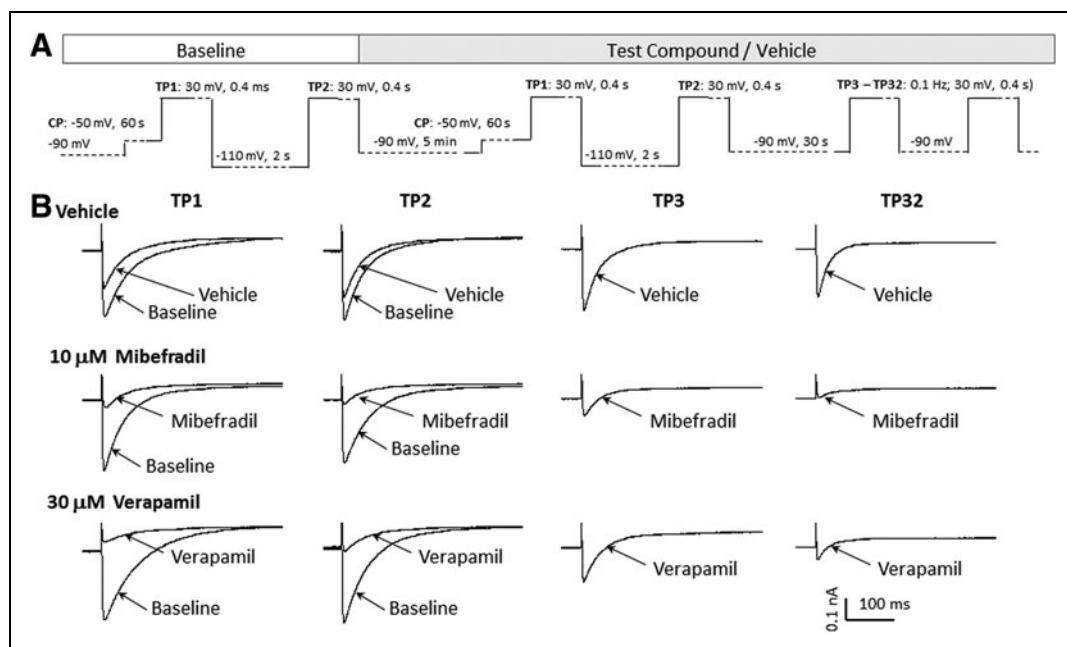 A
Baseline
Test Compound / Vehicle
TP1: 30 mV, 0.4 ms
TP2: 30 mV, 0.4 s
TP1: 30 mV, 0.4 s
TP2: 30 mV, 0.4 s
TP3 – TP32: 0.1 Hz; 30 mV, 0.4 s)
CP: -50 mV, 60 s
CP: -50 mV, 60 s
-90 mV
-90 mV, 5 min
-90 mV, 30 s
-90 mV
-110 mV, 2 s
-110 mV, 2 s
B
Vehicle
TP1
TP2
TP3
TP32
Vehicle
Baseline
Vehicle
Baseline
Vehicle
Vehicle
10 µM Mibefradil
Mibefradil
Baseline
Mibefradil
Baseline
Mibefradil
Mibefradil
30 µM Verapamil
Verapamil
Baseline
Verapamil
Baseline
Verapamil
Verapamil
0.1 nA
100 ms